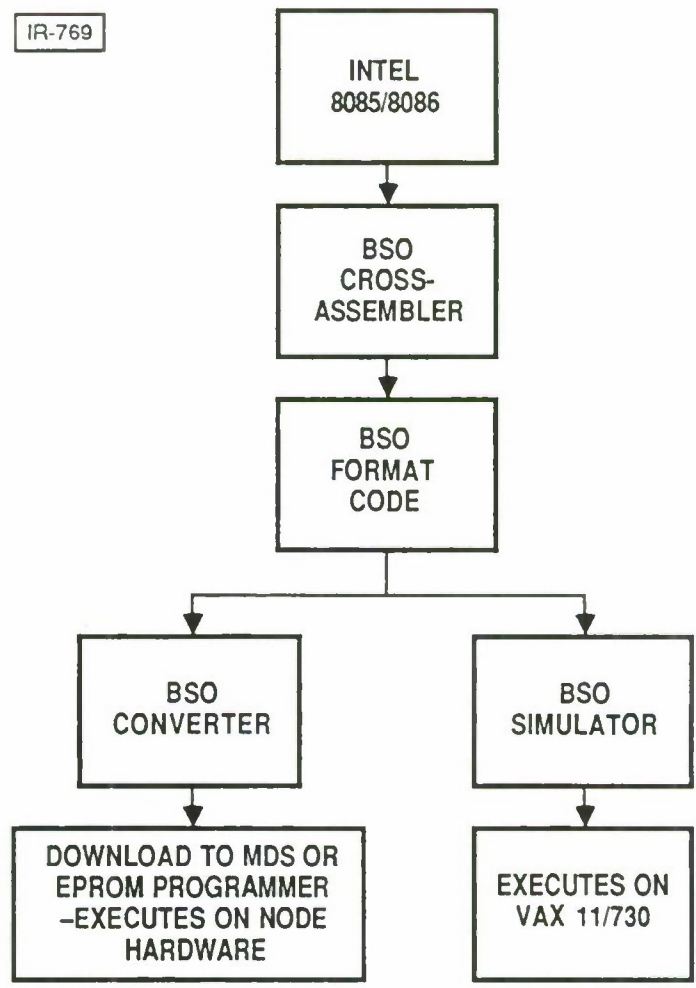 IR-769
INTEL
8085/8086
BSO
CROSS-
ASSEMBLER
BSO
FORMAT
CODE
BSO
CONVERTER
BSO
SIMULATOR
DOWNLOAD TO MDS OR
EPROM PROGRAMMER
–EXECUTES ON NODE
HARDWARE
EXECUTES ON
VAX 11/730